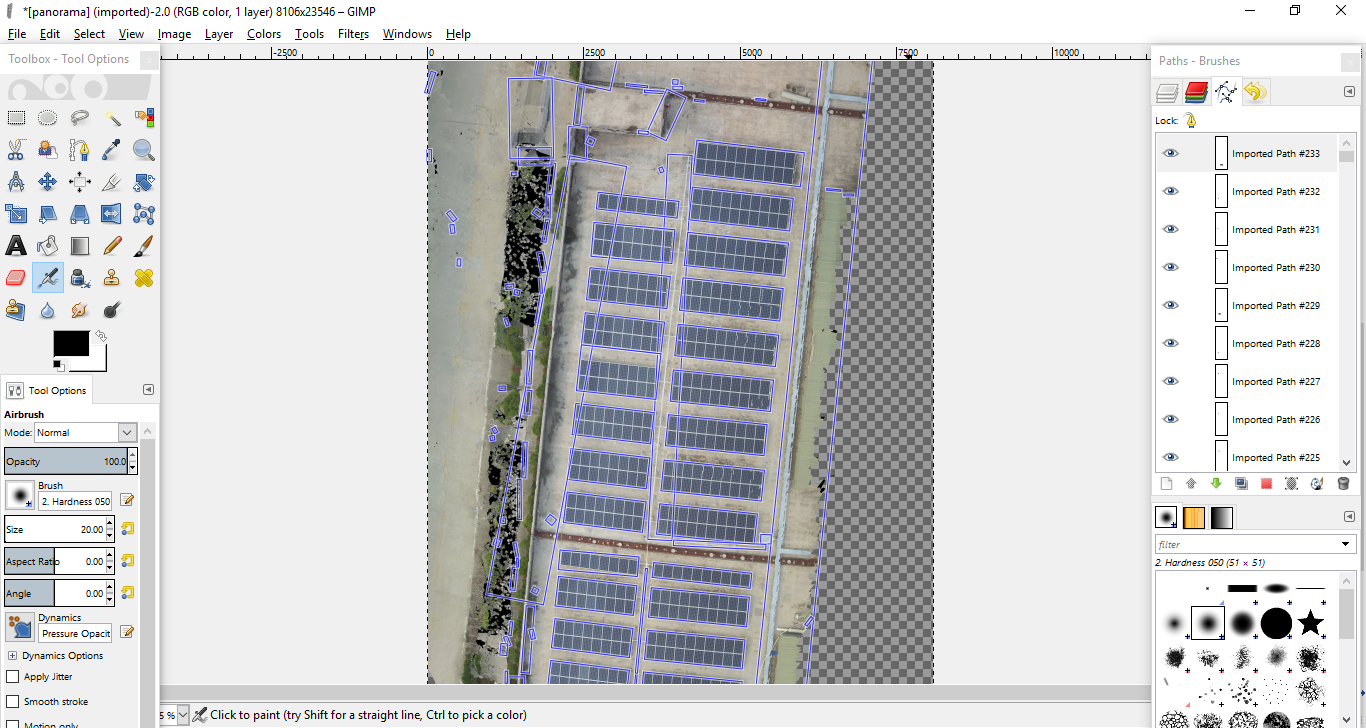 *[panorama] (imported)-2.0 (RGB color, 1 layer) 8106x23546 – GIMP
File Edit Select View Image Layer Colors Tools Filters Windows Help
Toolbox - Tool Options
-2500 0 2500 5000 7500 10000
Paths - Brushes
Lock:
Imported Path #233
Imported Path #232
Imported Path #231
Imported Path #230
Imported Path #229
Imported Path #228
Imported Path #227
Imported Path #226
Imported Path #225
Tool Options
Airbrush
Mode: Normal
Opacity 100.0
Brush
2. Hardness 050
Size 20.00
Aspect Ratio 0.00
Angle 0.00
Dynamics
Pressure Opacit
Dynamics Options
Apply Jitter
Smooth stroke
Motion only
filter
2. Hardness 050 (51 × 51)
5 % Click to paint (try Shift for a straight line, Ctrl to pick a color)